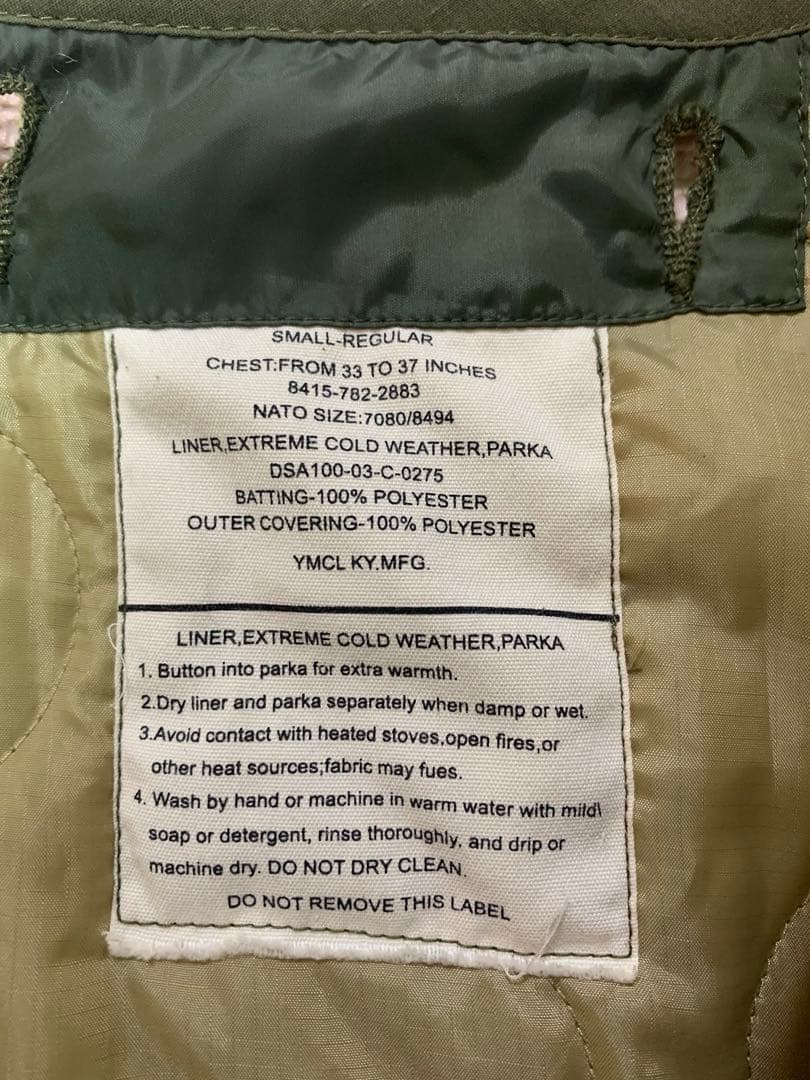 SMALL-REGULAR
CHEST:FROM 33 TO 37 INCHES
8415-782-2883
NATO SIZE:7080/8494
LINER,EXTREME COLD WEATHER,PARKA
DSA100-03-C-0275
BATTING-100% POLYESTER
OUTER COVERING-100% POLYESTER
YMCL KY.MFG.
LINER,EXTREME COLD WEATHER,PARKA
1. Button into parka for extra warmth.
2.Dry liner and parka separately when damp or wet.
3.Avoid contact with heated stoves,open fires,or
other heat sources;fabric may fues.
4. Wash by hand or machine in warm water with mild\
soap or detergent, rinse thoroughly, and drip or
machine dry. DO NOT DRY CLEAN.
DO NOT REMOVE THIS LABEL